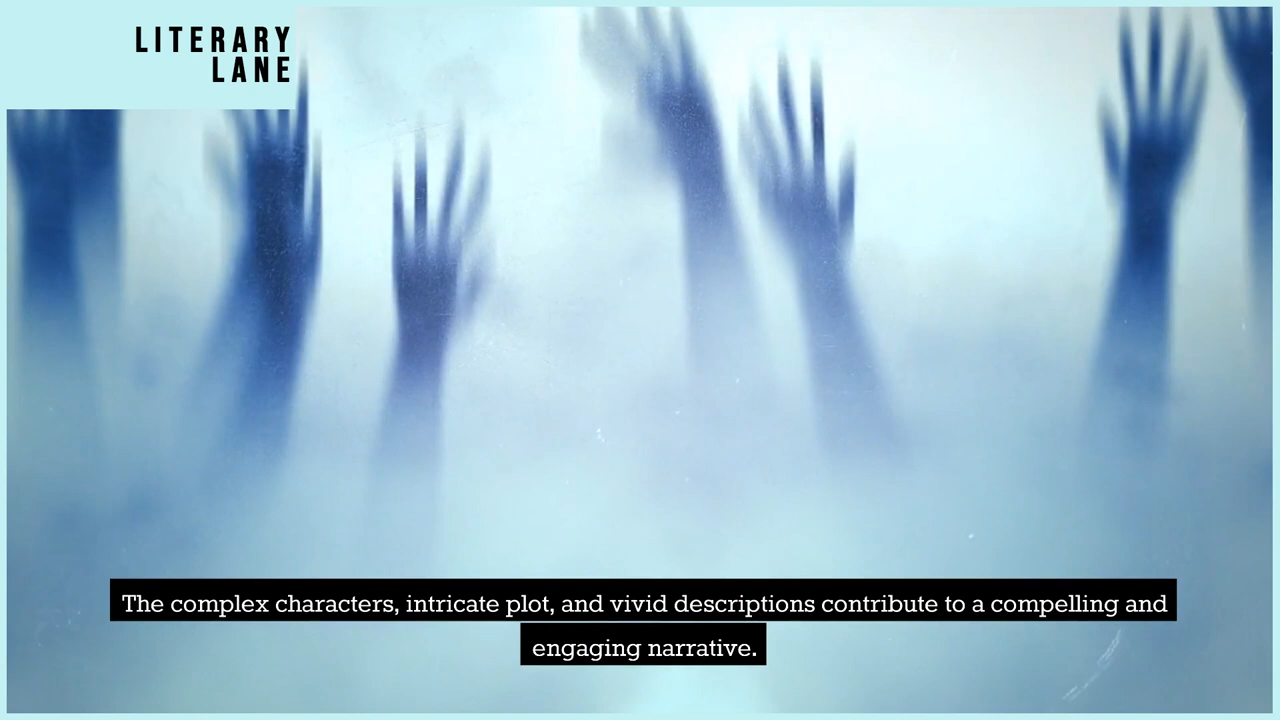 LITERARY
LANE
The complex characters, intricate plot, and vivid descriptions contribute to a compelling and
engaging narrative.